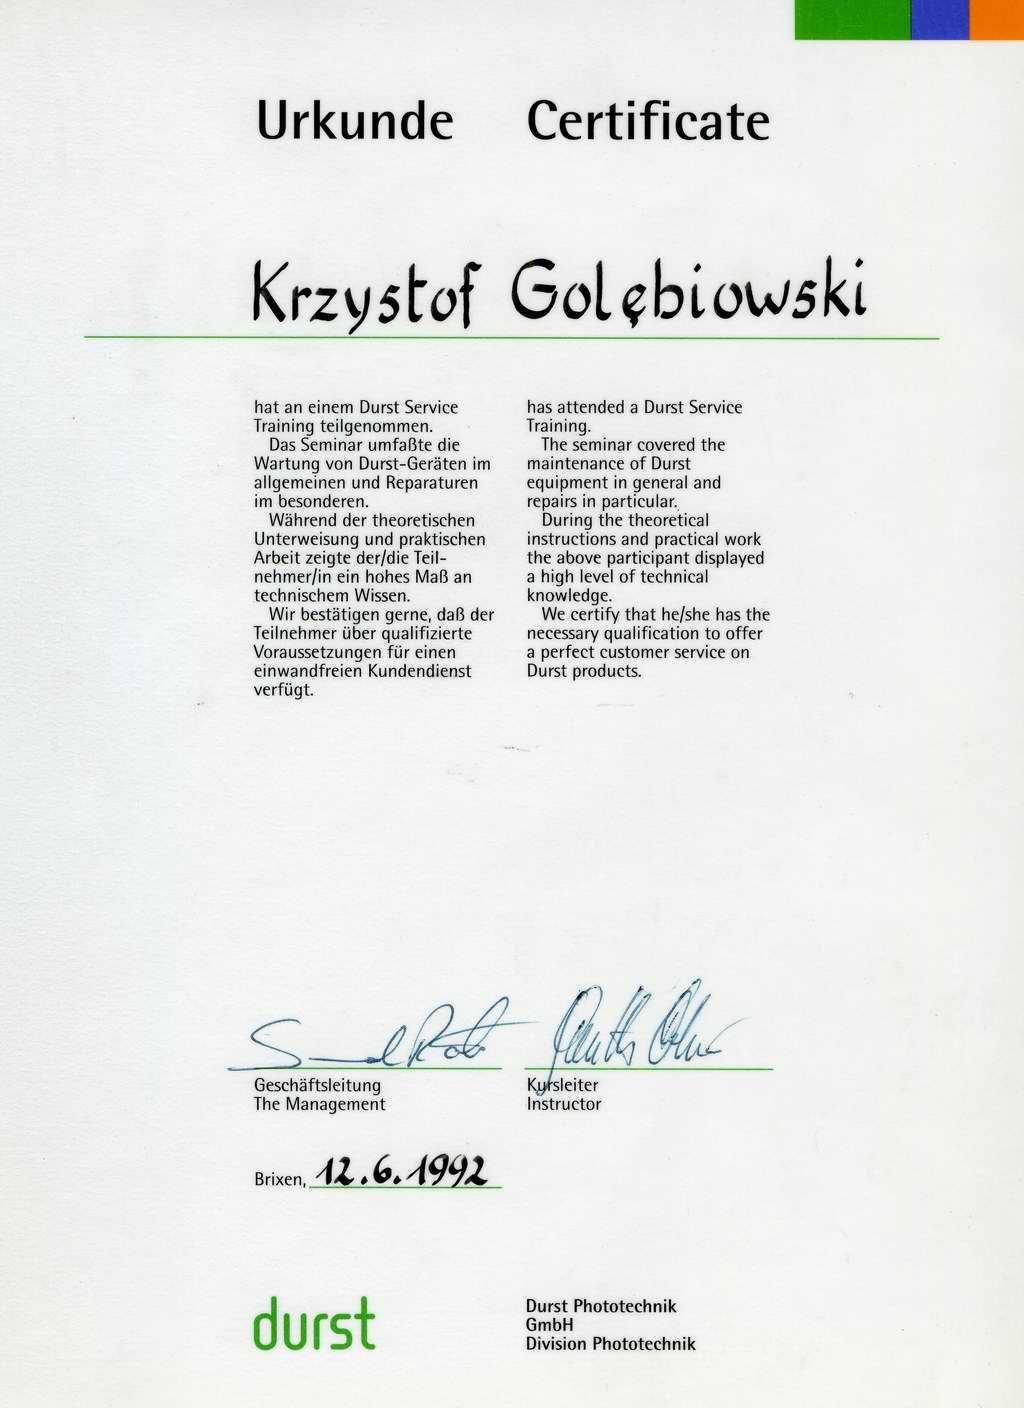 Urkunde Certificate
Krzystof Golębiowski
hat an einem Durst Service
Training teilgenommen.
Das Seminar umfaßte die
Wartung von Durst-Geräten im
allgemeinen und Reparaturen
im besonderen.
Während der theoretischen
Unterweisung und praktischen
Arbeit zeigte der/die Teil-
nehmer/in ein hohes Maß an
technischem Wissen.
Wir bestätigen gerne, daß der
Teilnehmer über qualifizierte
Voraussetzungen für einen
einwandfreien Kundendienst
verfügt.
has attended a Durst Service
Training.
The seminar covered the
maintenance of Durst
equipment in general and
repairs in particular.
During the theoretical
instructions and practical work
the above participant displayed
a high level of technical
knowledge.
We certify that he/she has the
necessary qualification to offer
a perfect customer service on
Durst products.
Geschäftsleitung
The Management
Kursleiter
Instructor
Brixen, 12.6.1992
durst
Durst Phototechnik
GmbH
Division Phototechnik